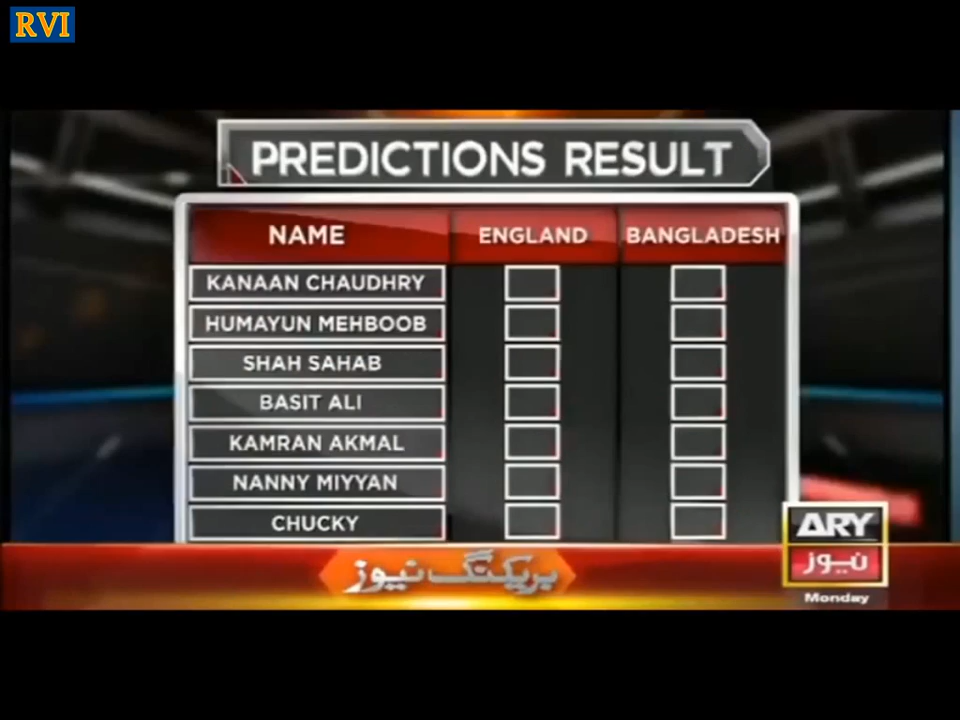 RVI
PREDICTIONS RESULT
NAME ENGLAND BANGLADESH
KANAAN CHAUDHRY
HUMAYUN MEHBOOB
SHAH SAHAB
BASIT ALI
KAMRAN AKMAL
NANNY MIYYAN
CHUCKY
ARY
نیوز
بریکنگ نیوز
Monday